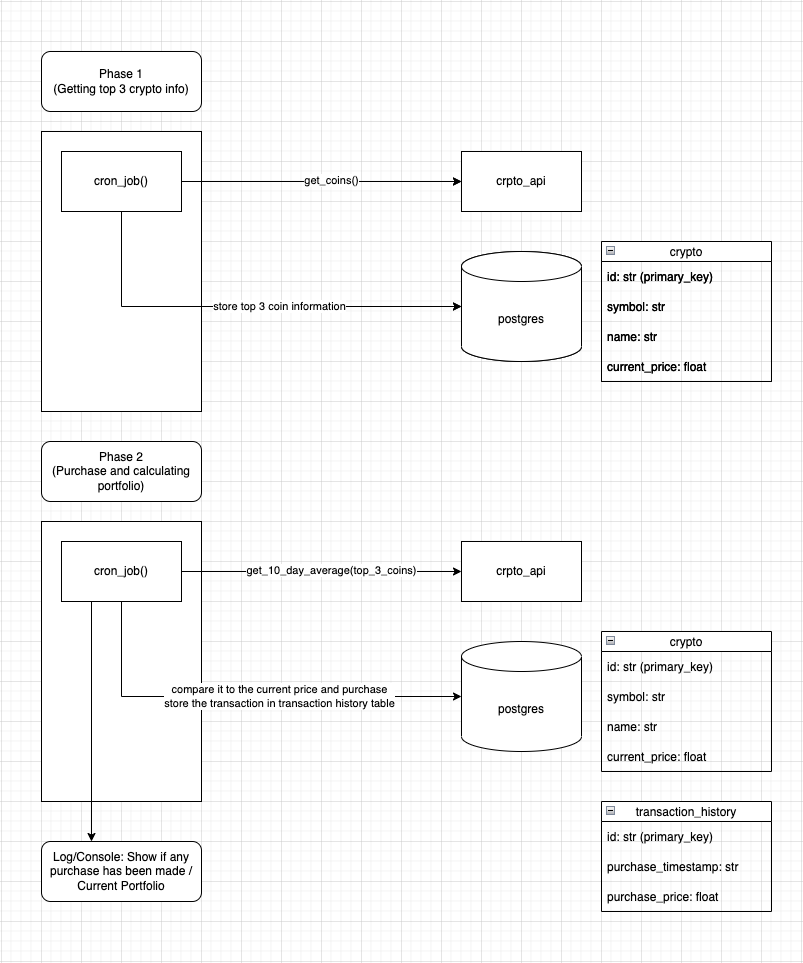 Phase 1
(Getting top 3 crypto info)
cron_job()
get_coins()
crpto_api
store top 3 coin information
postgres
crypto
id: str (primary_key)
symbol: str
name: str
current_price: float
Phase 2
(Purchase and calculating
portfolio)
cron_job()
get_10_day_average(top_3_coins)
crpto_api
compare it to the current price and purchase
store the transaction in transaction history table
postgres
crypto
id: str (primary_key)
symbol: str
name: str
current_price: float
transaction_history
id: str (primary_key)
purchase_timestamp: str
purchase_price: float
Log/Console: Show if any
purchase has been made /
Current Portfolio